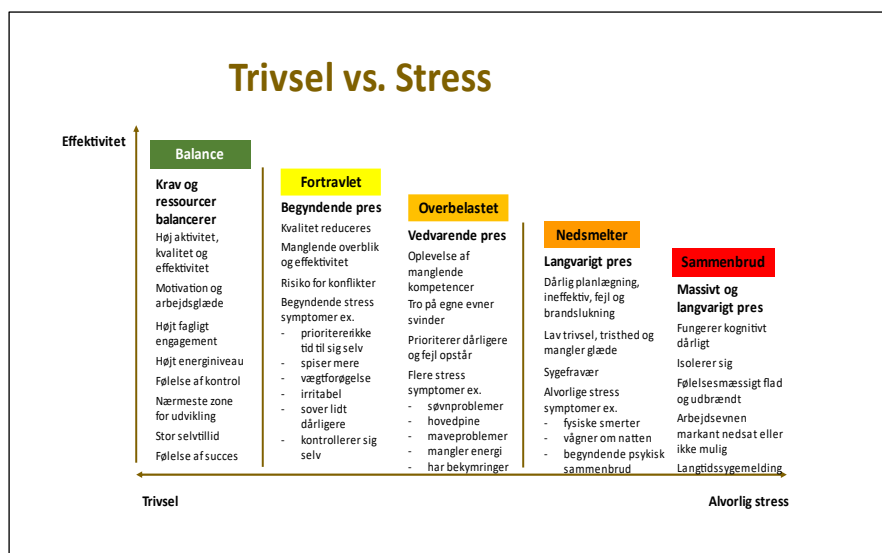 Trivsel vs. Stress
Effektivitet
Balance
Krav og
ressourcer
balancerer
Høj aktivitet,
kvalitet og
effektivitet
Motivation og
arbejdsglæde
Højt fagligt
engagement
Højt energiniveau
Følelse af kontrol
Nærmeste zone
for udvikling
Stor selvtillid
Følelse af succes
Fortravlet
Begyndende pres
Kvalitet reduceres
Manglende overblik
og effektivitet
Risiko for konflikter
Begyndende stress
symptomer ex.
- prioritererikke
tid til sig selv
- spiser mere
- vægtforøgelse
- irritabel
- sover lidt
dårligere
- kontrollerer sig
selv
Overbelastet
Vedvarende pres
Oplevelse af
manglende
kompetencer
Tro på egne evner
svinder
Prioriterer dårligere
og fejl opstår
Flere stress
symptomer ex.
- søvnproblemer
- hovedpine
- maveproblemer
- mangler energi
- har bekymringer
Nedsmelter
Langvarigt pres
Dårlig planlægning,
ineffektiv, fejl og
brandslukning
Lav trivsel, tristhed og
mangler glæde
Sygefravær
Alvorlige stress
symptomer ex.
- fysiske smerter
- vågner om natten
- begyndende psykisk
sammenbrud
Sammenbrud
Massivt og
langvarigt pres
Fungerer kognitivt
dårligt
Isolerer sig
Følelsesmæssigt flad
og udbrændt
Arbejdsevnen
markant nedsat eller
ikke mulig
Langtidssygemelding
Trivsel
Alvorlig stress